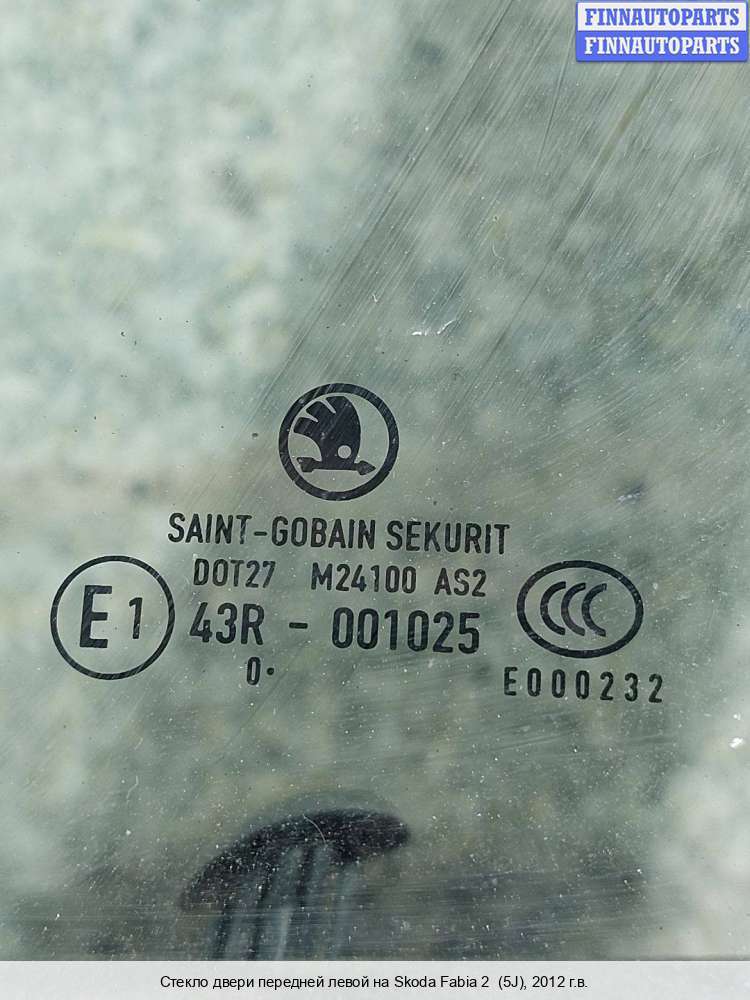 FINNAUTOPARTS
FINNAUTOPARTS
SAINT-GOBAIN SEKURIT
DOT27 M24100 AS2
E1
43R - 001025
CCC
0·
E000232
Стекло двери передней левой на Skoda Fabia 2 (5J), 2012 г.в.